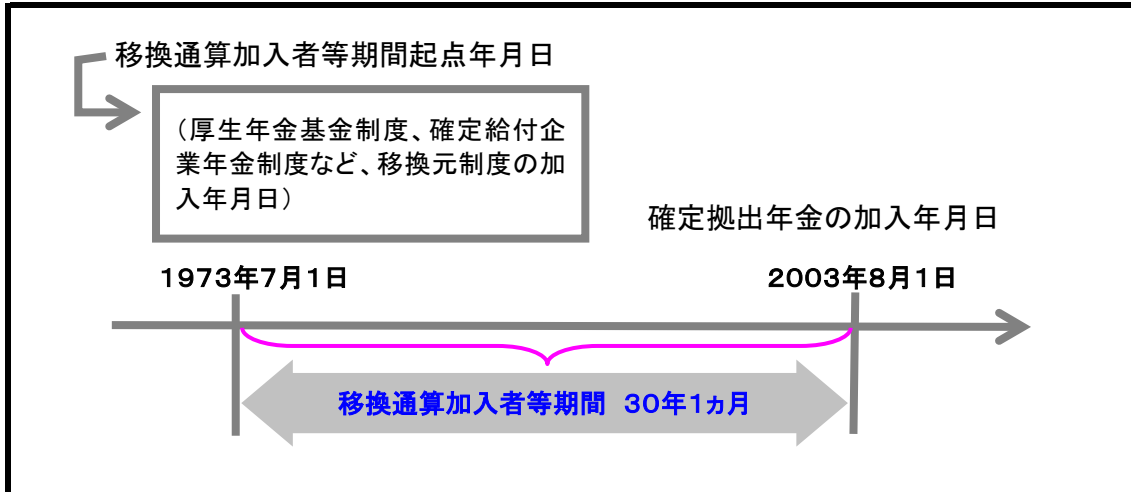 移換通算加入者等期間起点年月日
（厚生年金基金制度、確定給付企
業年金制度など、移換元制度の加
入年月日）
確定拠出年金の加入年月日
1973年7月1日
2003年8月1日
移換通算加入者等期間 30年1ヵ月